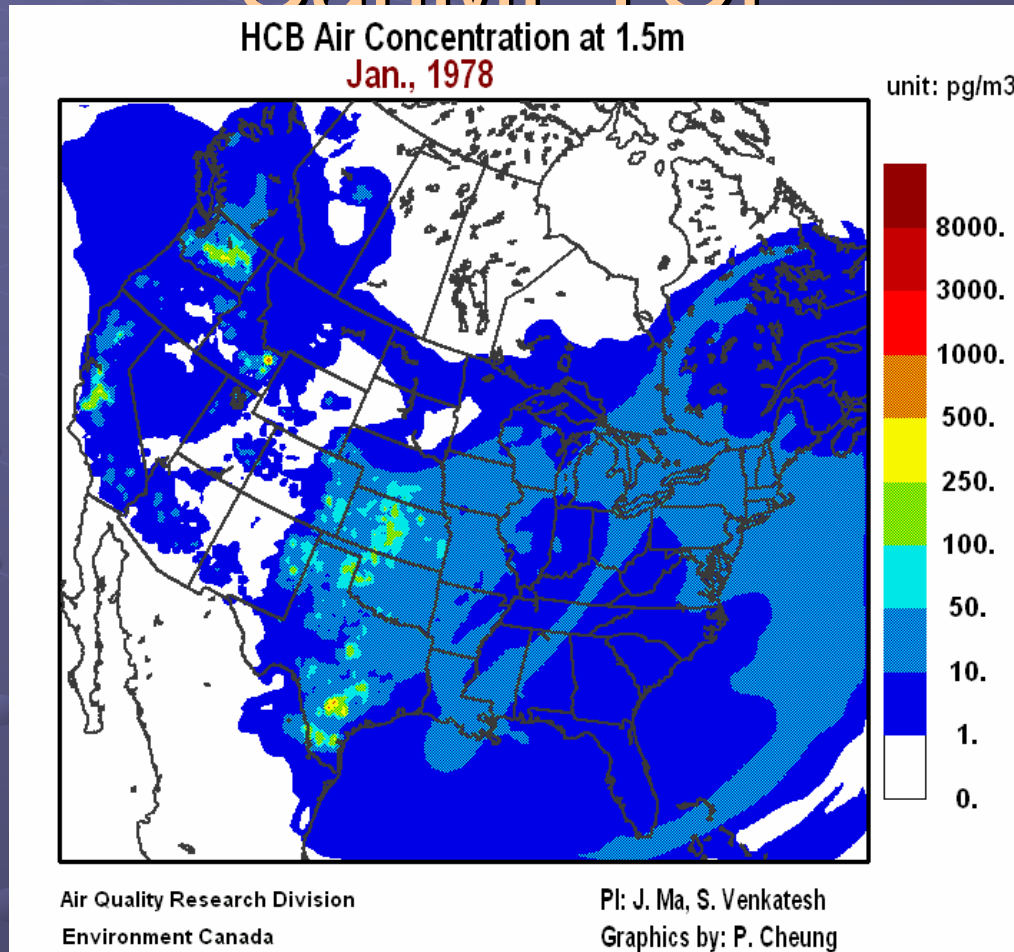 HCB Air Concentration at 1.5m
Jan., 1978
unit: pg/m3
8000.
3000.
1000.
500.
250.
100.
50.
10.
1.
0.
Air Quality Research Division
Environment Canada
PI: J. Ma, S. Venkatesh
Graphics by: P. Cheung